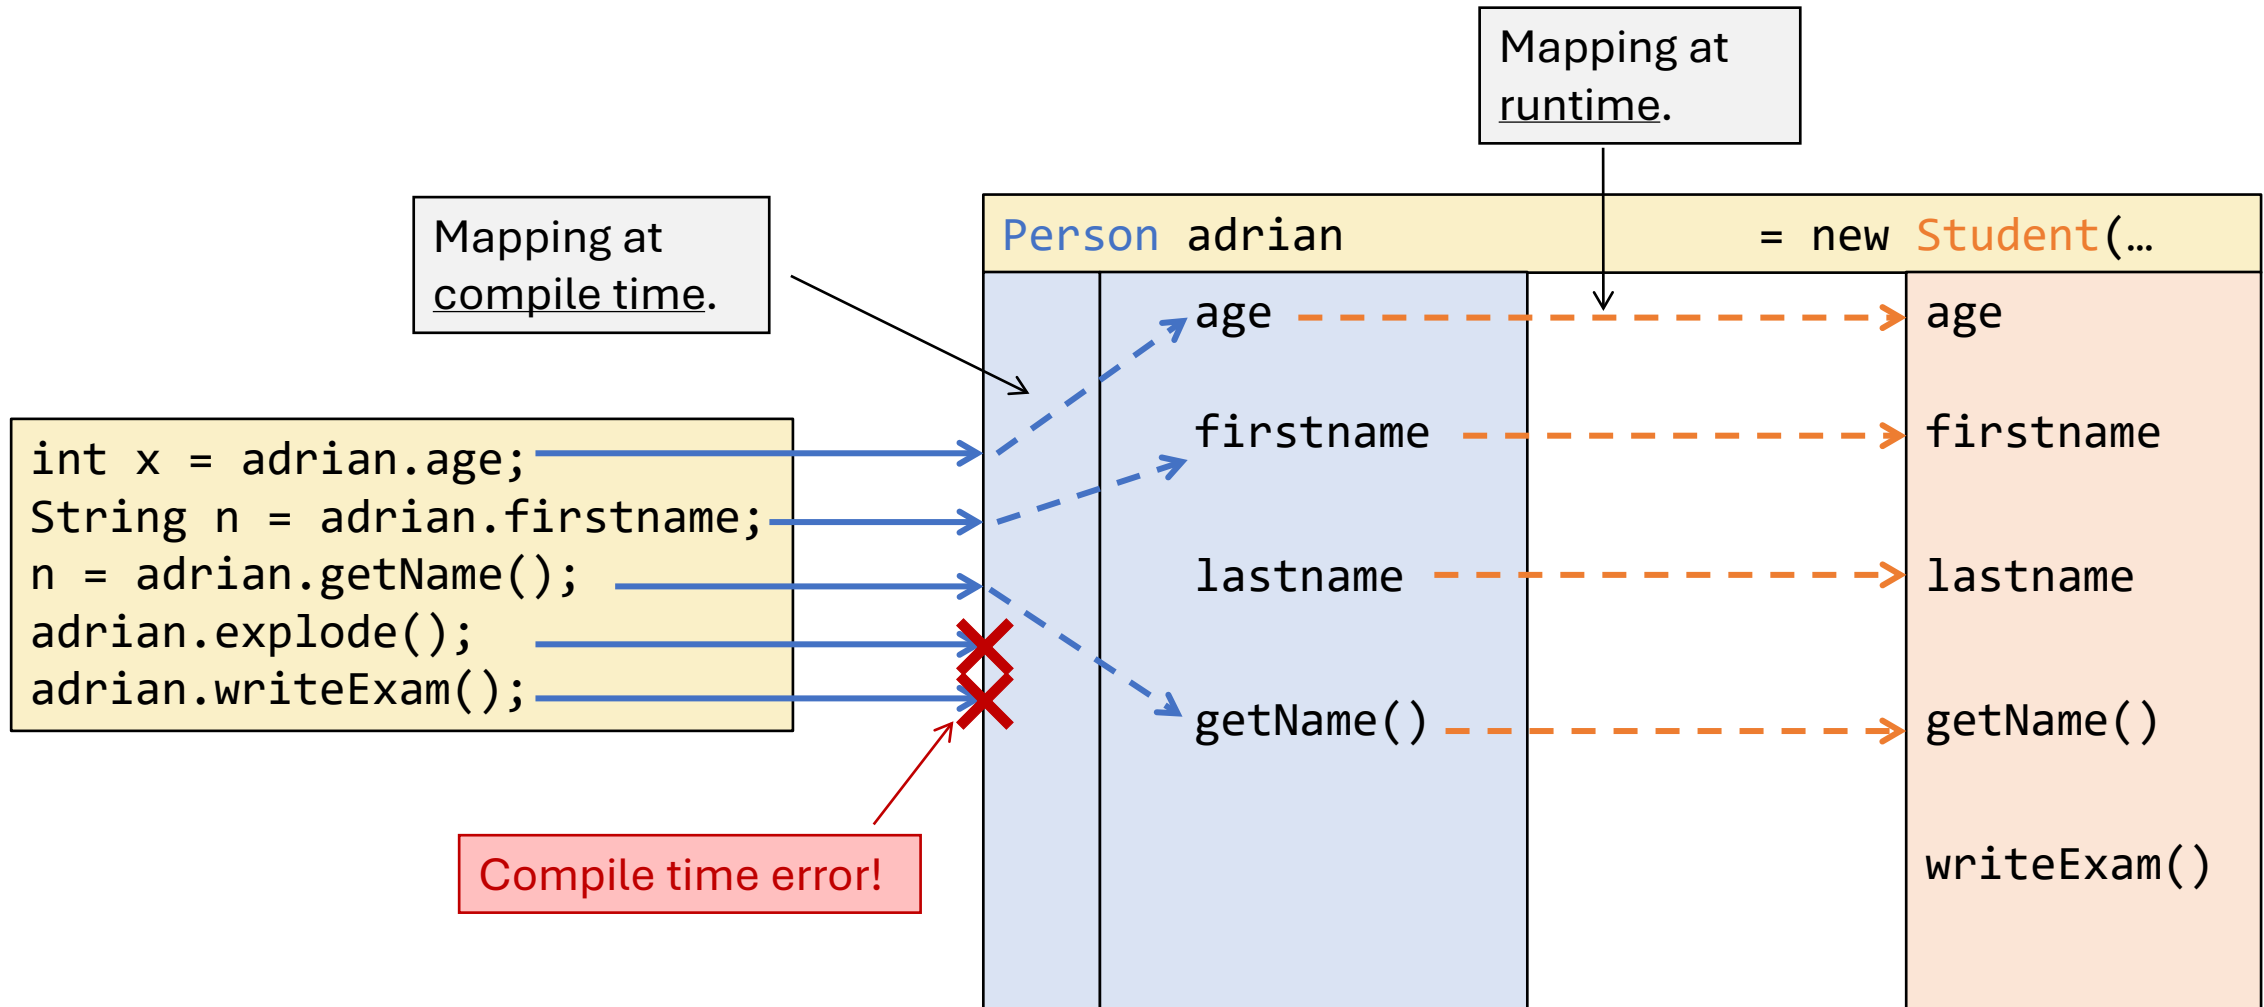 Mapping at
runtime.
Mapping at
compile time.
Person adrian = new Student(…
int x = adrian.age;
String n = adrian.firstname;
n = adrian.getName();
adrian.explode();
adrian.writeExam();
age
firstname
lastname
getName()
age
firstname
lastname
getName()
writeExam()
Compile time error!